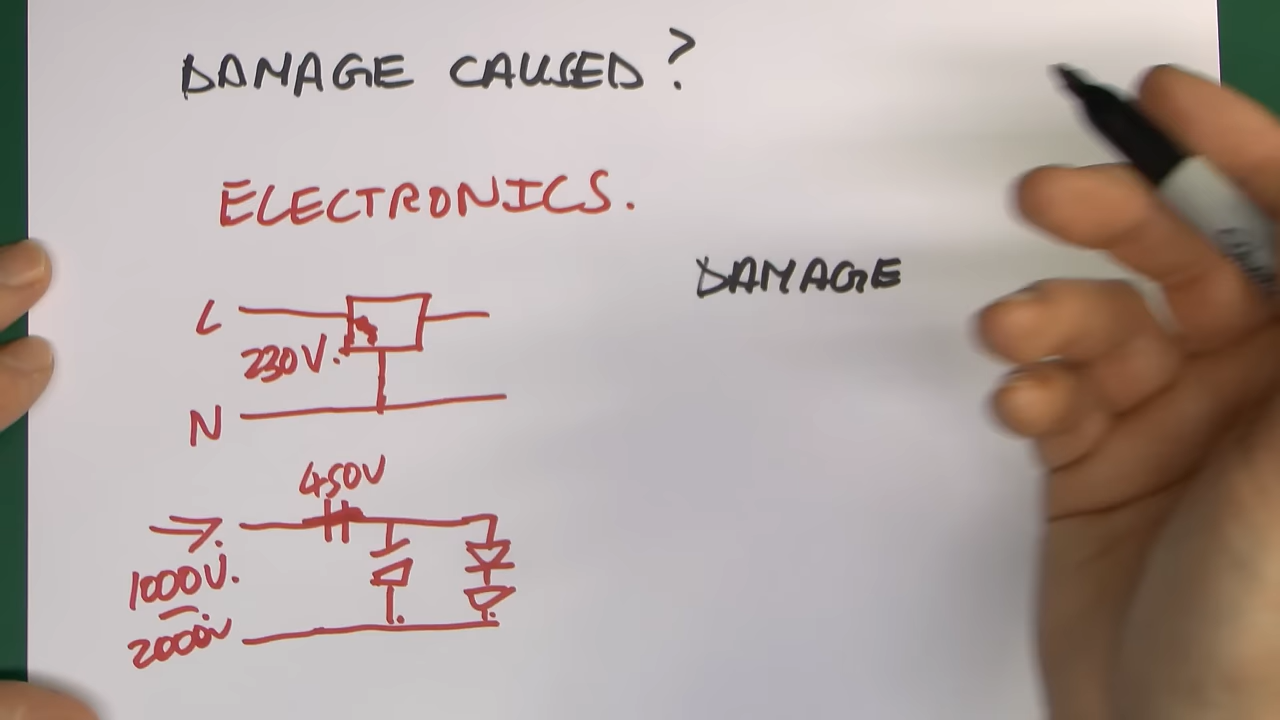 DAMAGE CAUSED?
ELECTRONICS.
DAMAGE
L
230V.
N
450V
1000V.
2000V